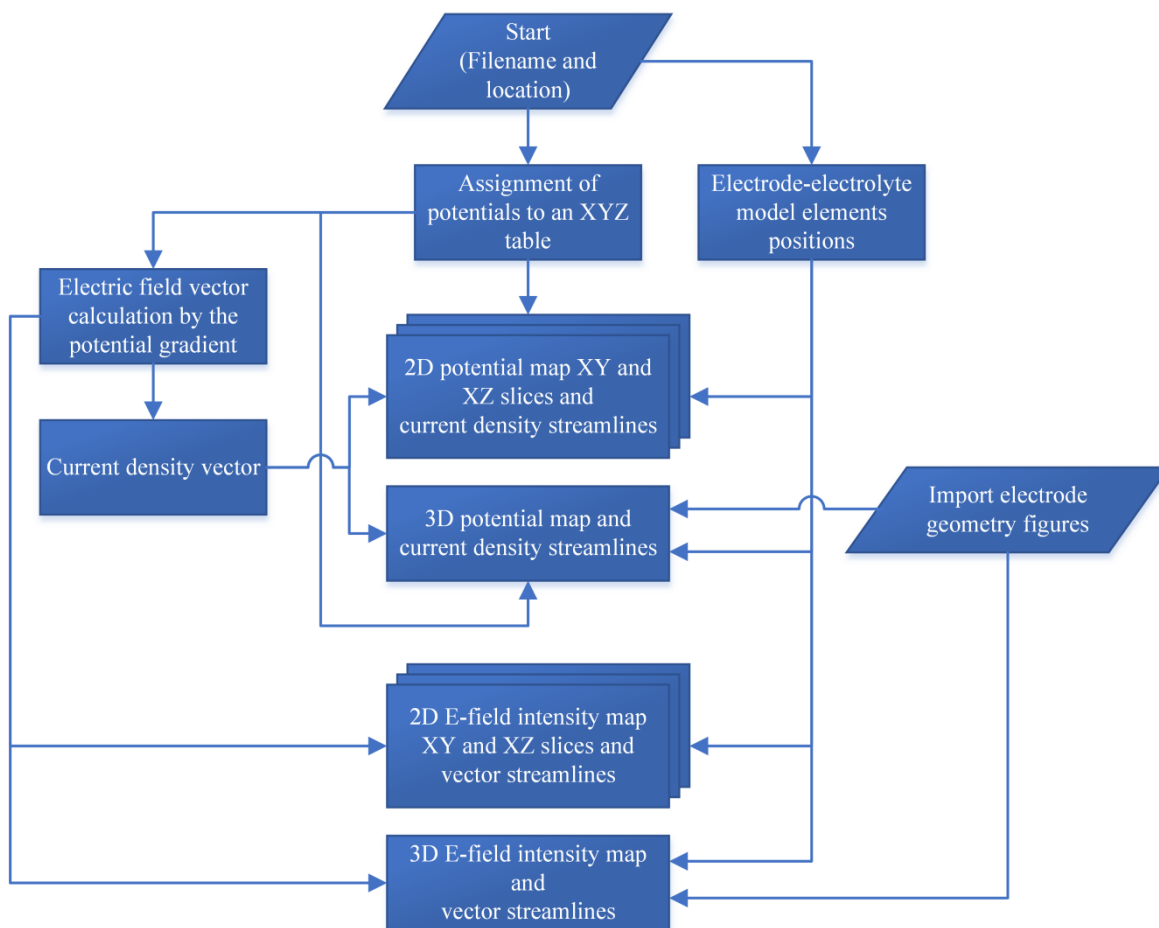 Start
(Filename and
location)
Assignment of
potentials to an XYZ
table
Electrode-electrolyte
model elements
positions
Electric field vector
calculation by the
potential gradient
2D potential map XY and
XZ slices and
current density streamlines
Current density vector
3D potential map and
current density streamlines
Import electrode
geometry figures
2D E-field intensity map
XY and XZ slices and
vector streamlines
3D E-field intensity map
and
vector streamlines